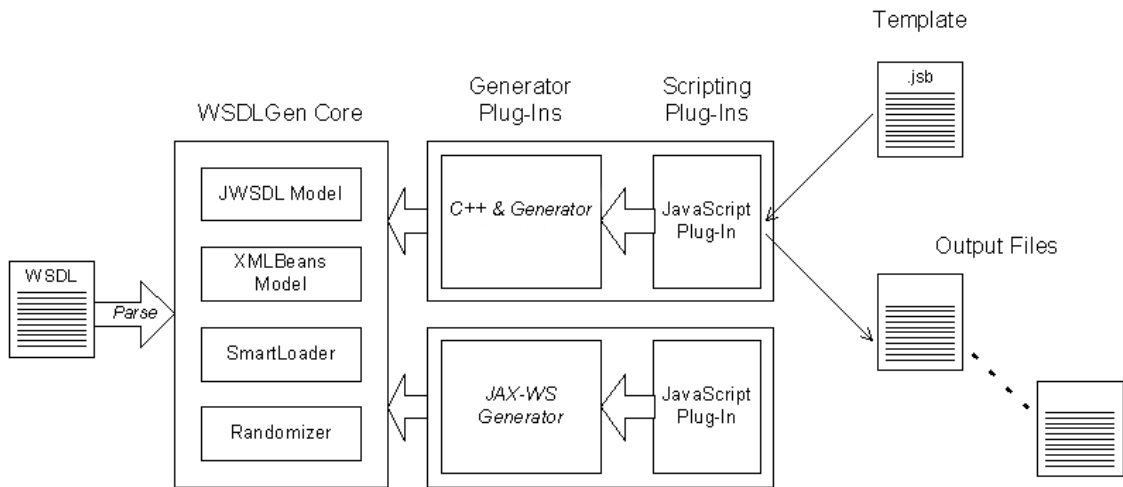 Template
.jsb
Generator
Plug-Ins
Scripting
Plug-Ins
WSDLGen Core
JWSDL Model
C++ & Generator
JavaScript
Plug-In
XMLBeans
Model
Output Files
WSDL
Parse
SmartLoader
JAX-WS
Generator
JavaScript
Plug-In
Randomizer